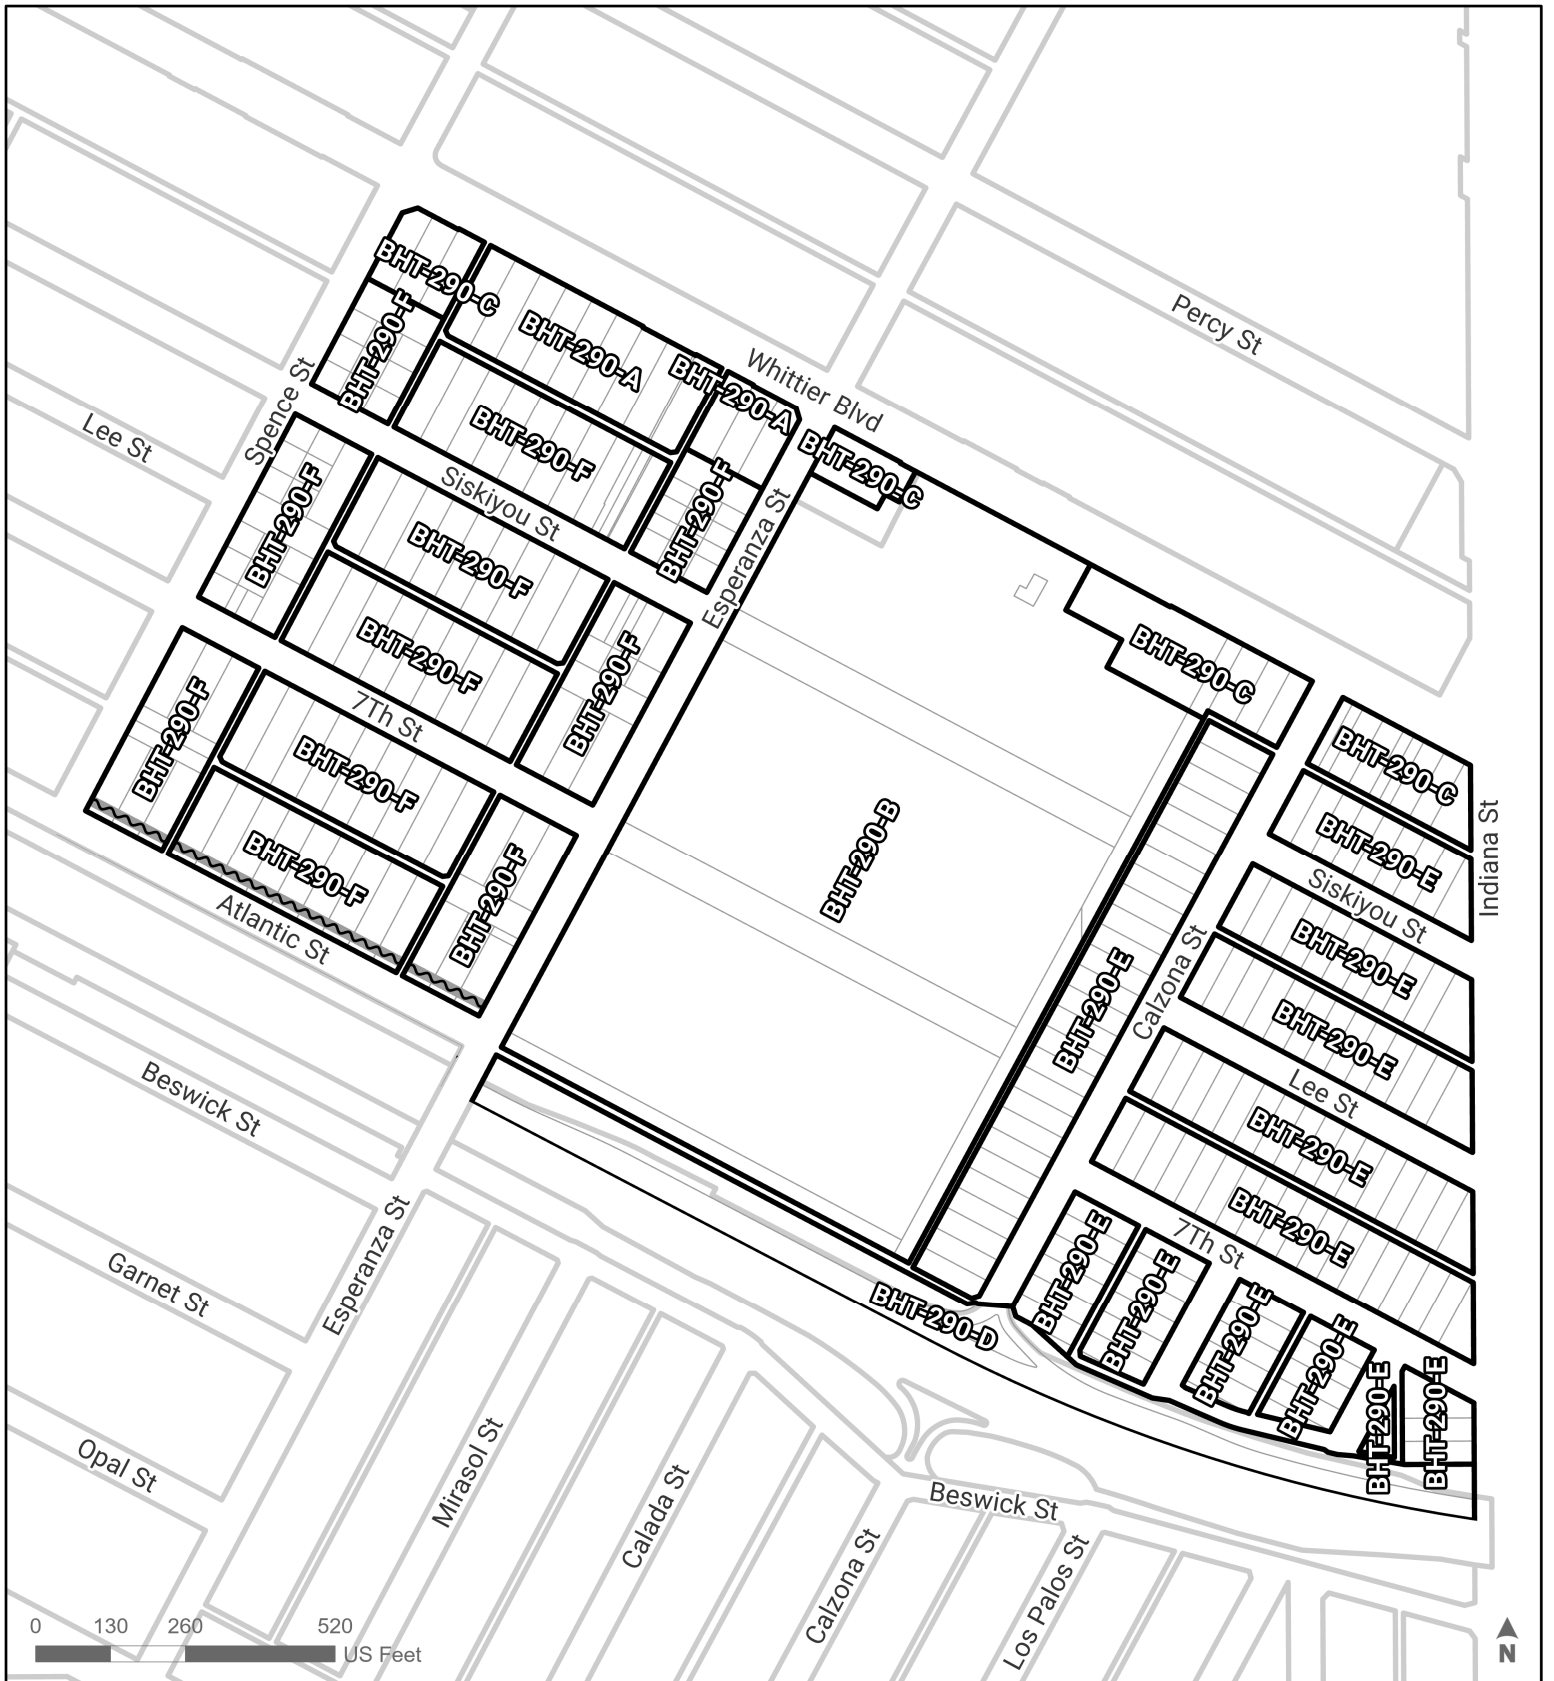 Percy St
Whittier Blvd
BHT-290-C
BHT-290-F
BHT-290-A
BHT-290-A
BHT-290-F
BHT-290-C
Spence St
Lee St
BHT-290-F
Siskiyou St
BHT-290-F
BHT-290-F
Esperanza St
BHT-290-F
BHT-290-F
BHT-290-F
BHT-290-C
BHT-290-F
7Th St
BHT-290-F
BHT-290-C
BHT-290-F
BHT-290-B
BHT-290-E
Indiana St
BHT-290-F
Siskiyou St
Atlantic St
BHT-290-E
BHT-290-E
Calzona St
BHT-290-E
Beswick St
Lee St
BHT-290-E
BHT-290-E
7Th St
Esperanza St
Garnet St
BHT-290-D
BHT-290-E
BHT-290-E
BHT-290-E
BHT-290-E
BHT-290-E
BHT-290-E
Opal St
Mirasol St
Calada St
Beswick St
Calzona St
Los Palos St
0 130 260 520
US Feet
N